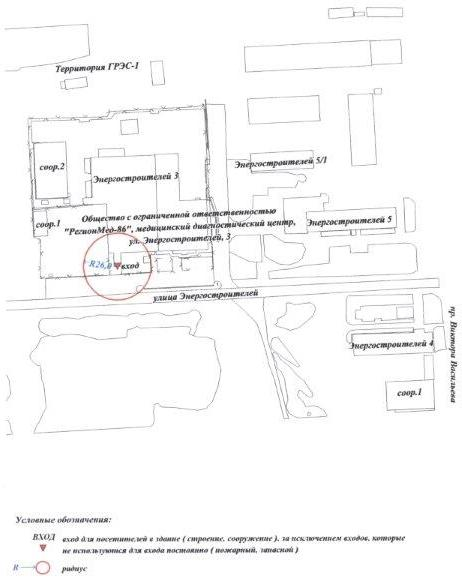 Территория ГРЭС-1
соор.2
Энергостроителей 3
Энергостроителей 5/1
соор.1
Общество с ограниченной ответственностью
"РегионМед-86", медицинский диагностический центр,
ул. Энергостроителей, 3
Энергостроителей 5
R26,0
вход
улица Энергостроителей
пр. Виктора Васильева
Энергостроителей 4
соор.1
Условные обозначения:
ВХОД вход для посетителей в здание ( строение, сооружение ), за исключением входов, которые
не используются для входа постоянно ( пожарный, запасной )
R радиус